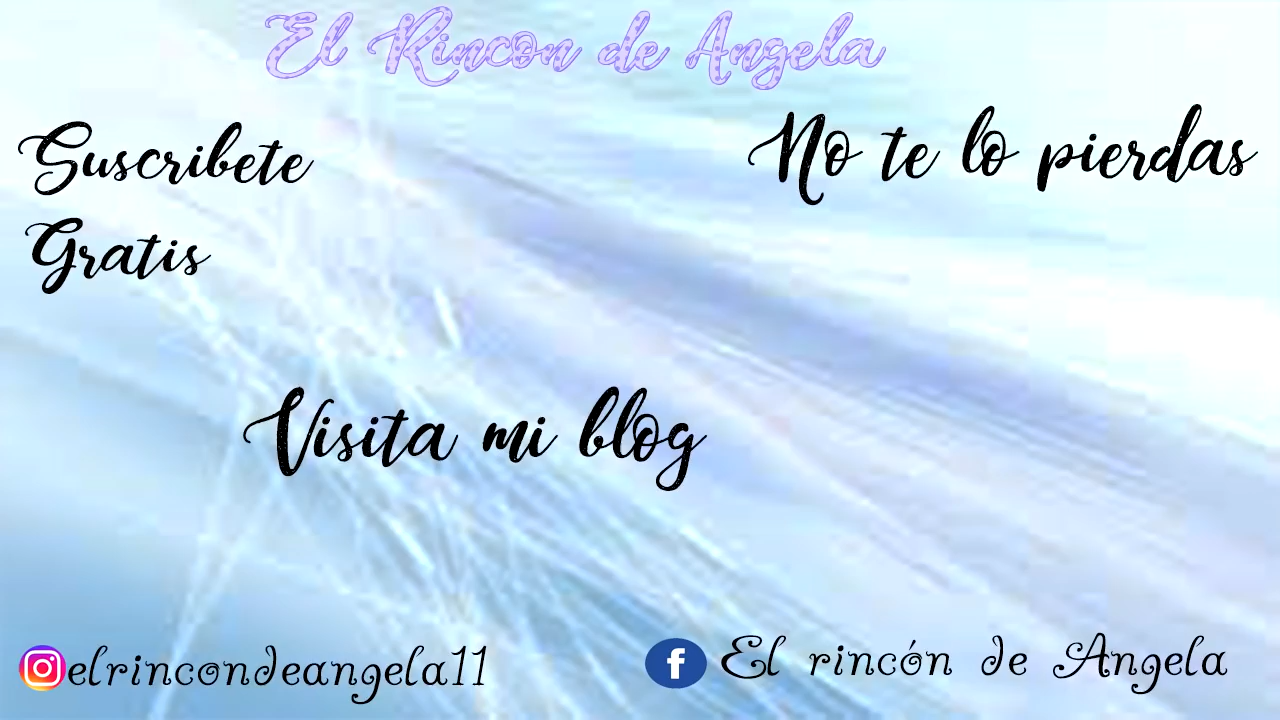 El Rincon de Angela
Suscribete
Gratis
No te lo pierdas
Visita mi blog
elrincondeangela11
El rincón de Angela